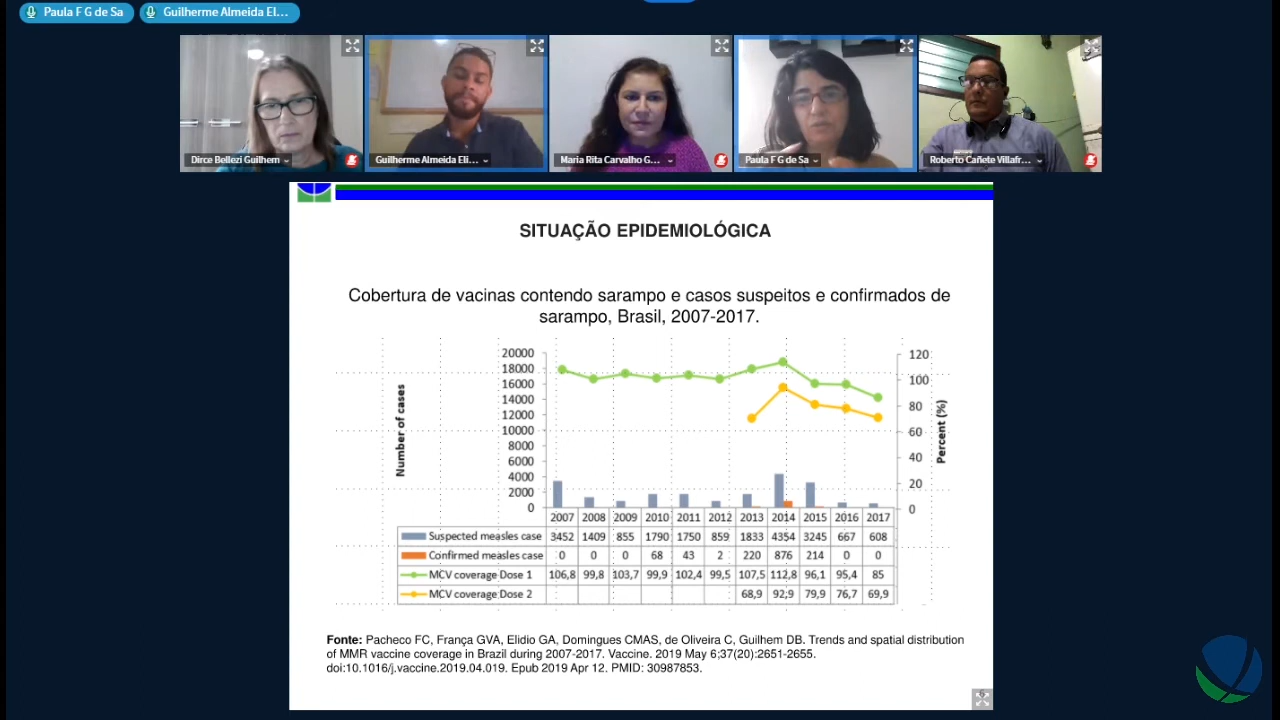 Paula F G de Sa
Guilherme Almeida El...
Dirce Bellezi Guilhem
Guilherme Almeida Eli...
Maria Rita Carvalho G...
Paula F G de Sa
Roberto Cañete Villafr...
SITUAÇÃO EPIDEMIOLÓGICA
Cobertura de vacinas contendo sarampo e casos suspeitos e confirmados de
sarampo, Brasil, 2007-2017.
Number of cases
20000
18000
16000
14000
12000
10000
8000
6000
4000
2000
0
120
100
80
60
40
20
0
Percent (%)
2007 2008 2009 2010 2011 2012 2013 2014 2015 2016 2017
Suspected measles case 3452 1409 855 1790 1750 859 1833 4354 3245 667 608
Confirmed measles case 0 0 0 68 43 2 220 876 214 0 0
MCV coverage Dose 1 106,8 99,8 103,7 99,9 102,4 99,5 107,5 112,8 96,1 95,4 85
MCV coverage Dose 2 68,9 92,9 79,9 76,7 69,9
Fonte: Pacheco FC, França GVA, Elidio GA, Domingues CMAS, de Oliveira C, Guilhem DB. Trends and spatial distribution
of MMR vaccine coverage in Brazil during 2007-2017. Vaccine. 2019 May 6;37(20):2651-2655.
doi:10.1016/j.vaccine.2019.04.019. Epub 2019 Apr 12. PMID: 30987853.